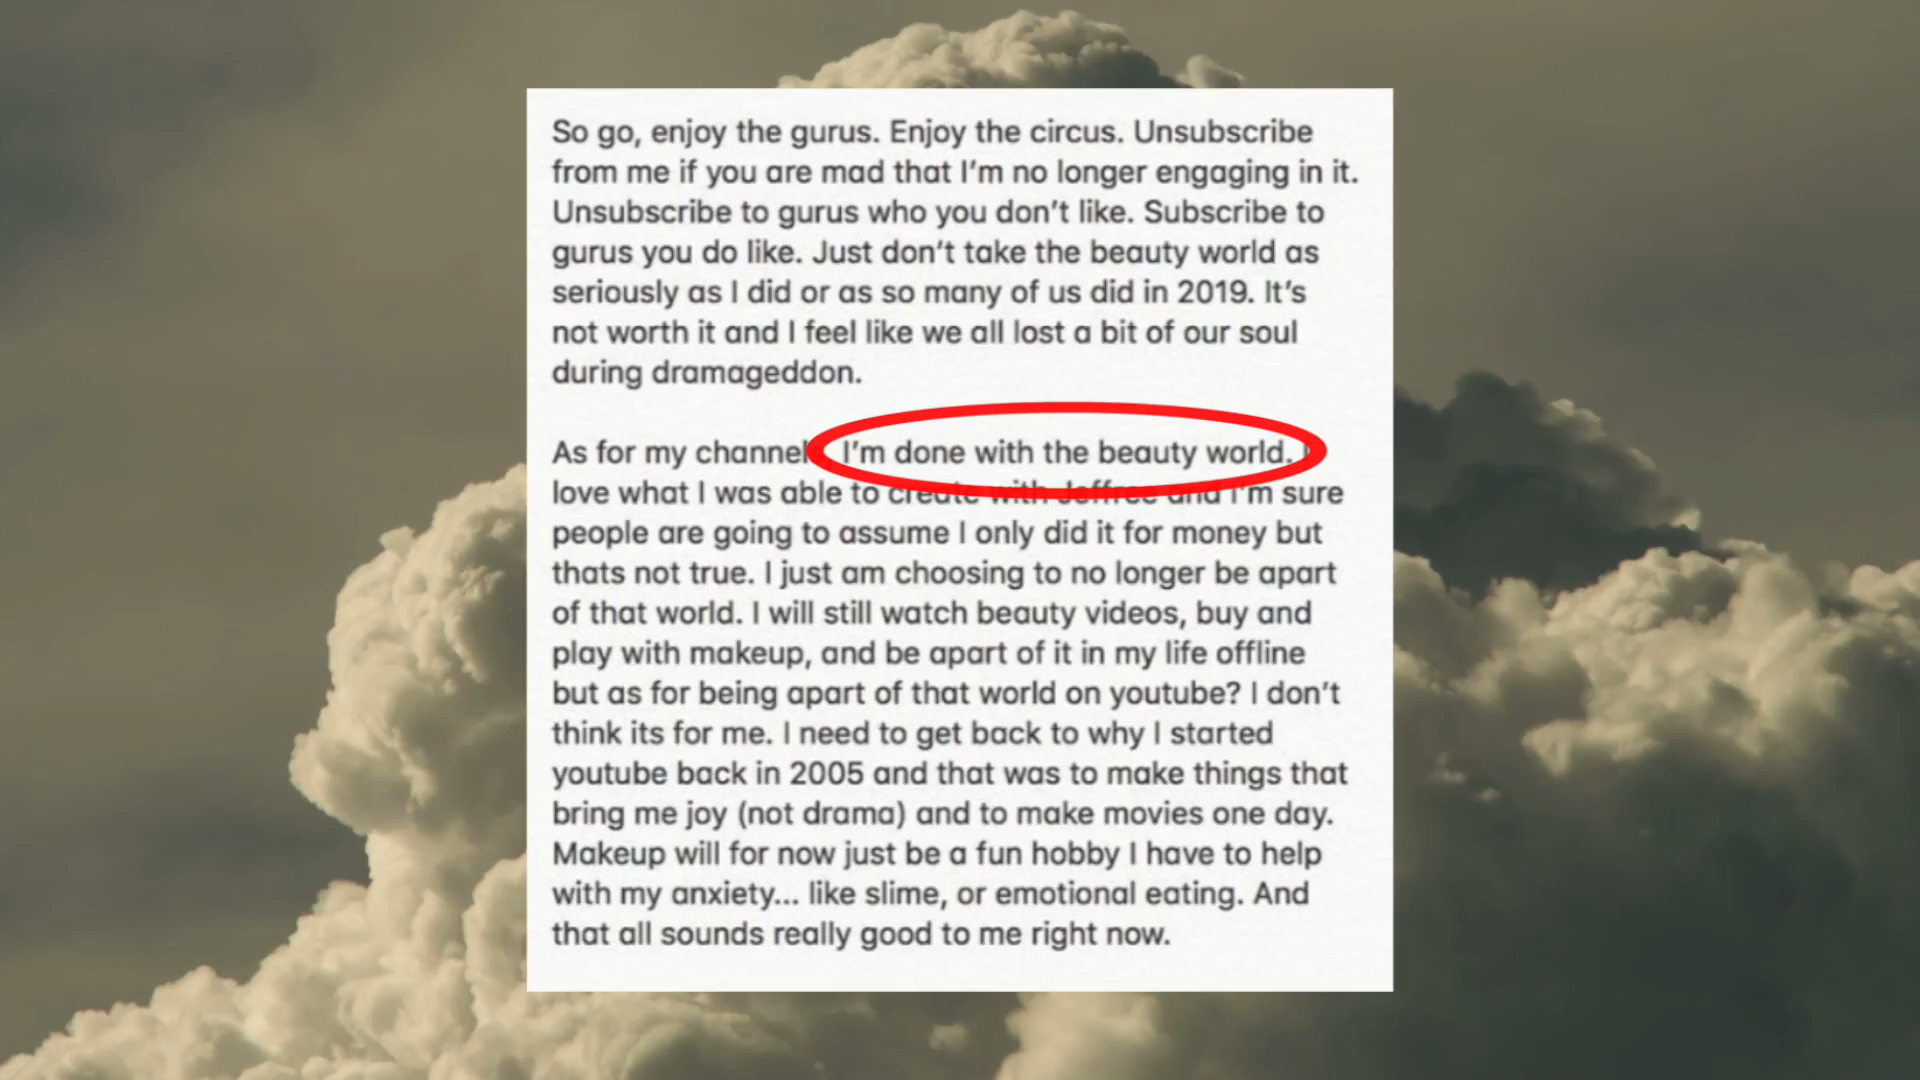 So go, enjoy the gurus. Enjoy the circus. Unsubscribe
from me if you are mad that I'm no longer engaging in it.
Unsubscribe to gurus who you don't like. Subscribe to
gurus you do like. Just don't take the beauty world as
seriously as I did or as so many of us did in 2019. It's
not worth it and I feel like we all lost a bit of our soul
during dramageddon.
As for my channel, I'm done with the beauty world. I
love what I was able to create with Jeffree and I'm sure
people are going to assume I only did it for money but
thats not true. I just am choosing to no longer be apart
of that world. I will still watch beauty videos, buy and
play with makeup, and be apart of it in my life offline
but as for being apart of that world on youtube? I don't
think its for me. I need to get back to why I started
youtube back in 2005 and that was to make things that
bring me joy (not drama) and to make movies one day.
Makeup will for now just be a fun hobby I have to help
with my anxiety... like slime, or emotional eating. And
that all sounds really good to me right now.